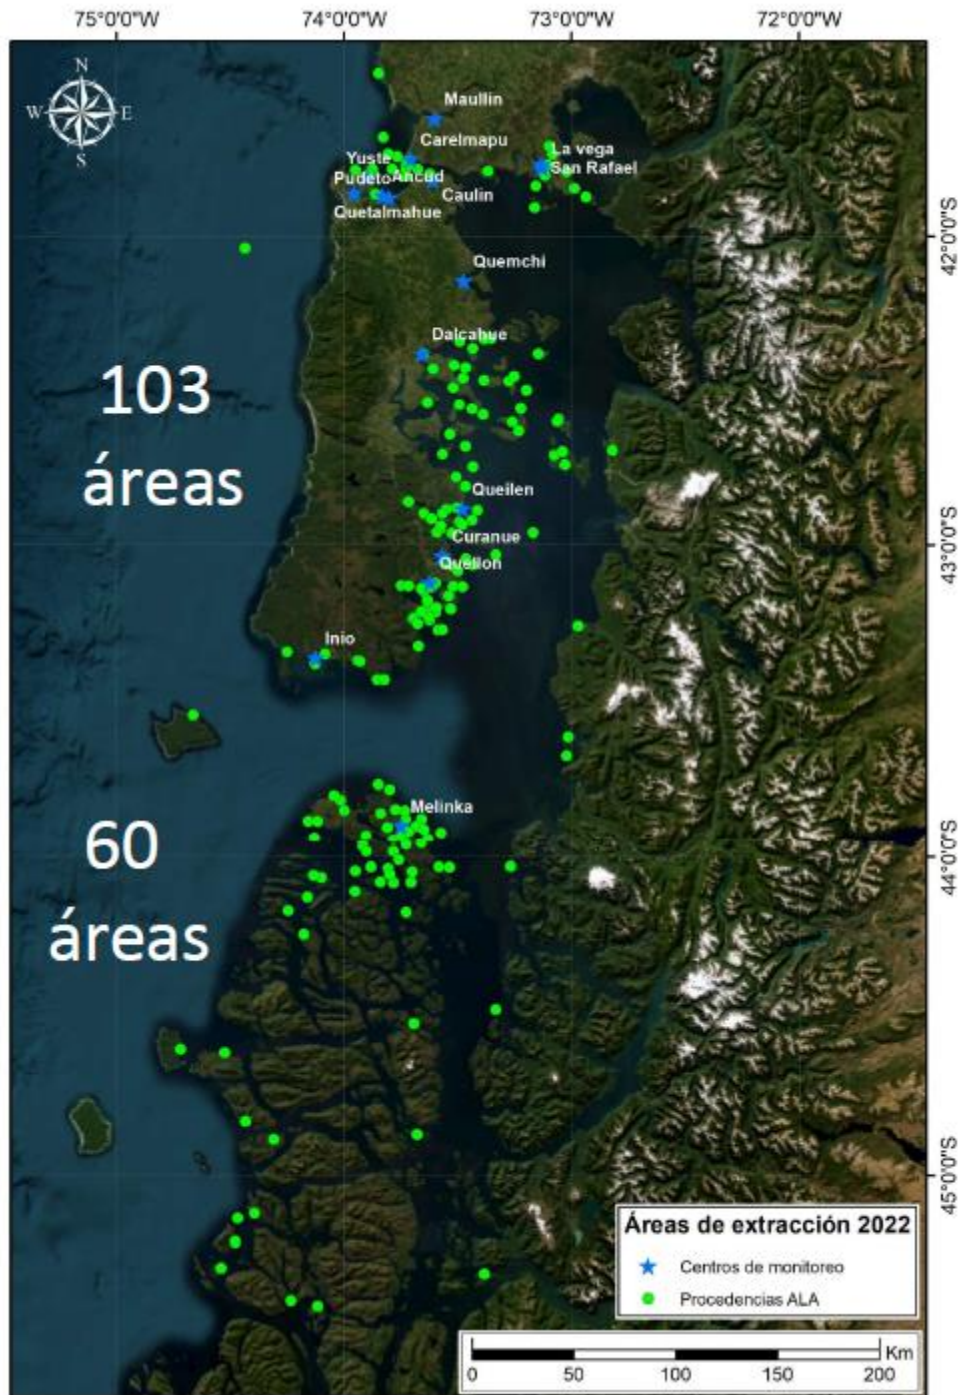 75°0'0"W
74°0'0"W
73°0'0"W
72°0'0"W
N
W
E
S
Maullin
Carelmapu
La vega
Yuste
San Rafael
Pudeto
Ancud
Caulin
Quetalmahue
42°0'0"S
Quemchi
Dalcahue
103
áreas
Queilen
Curanue
43°0'0"S
Quellon
Inio
Melinka
60
áreas
44°0'0"S
45°0'0"S
Áreas de extracción 2022
Centros de monitoreo
Procedencias ALA
Km
0
50
100
150
200